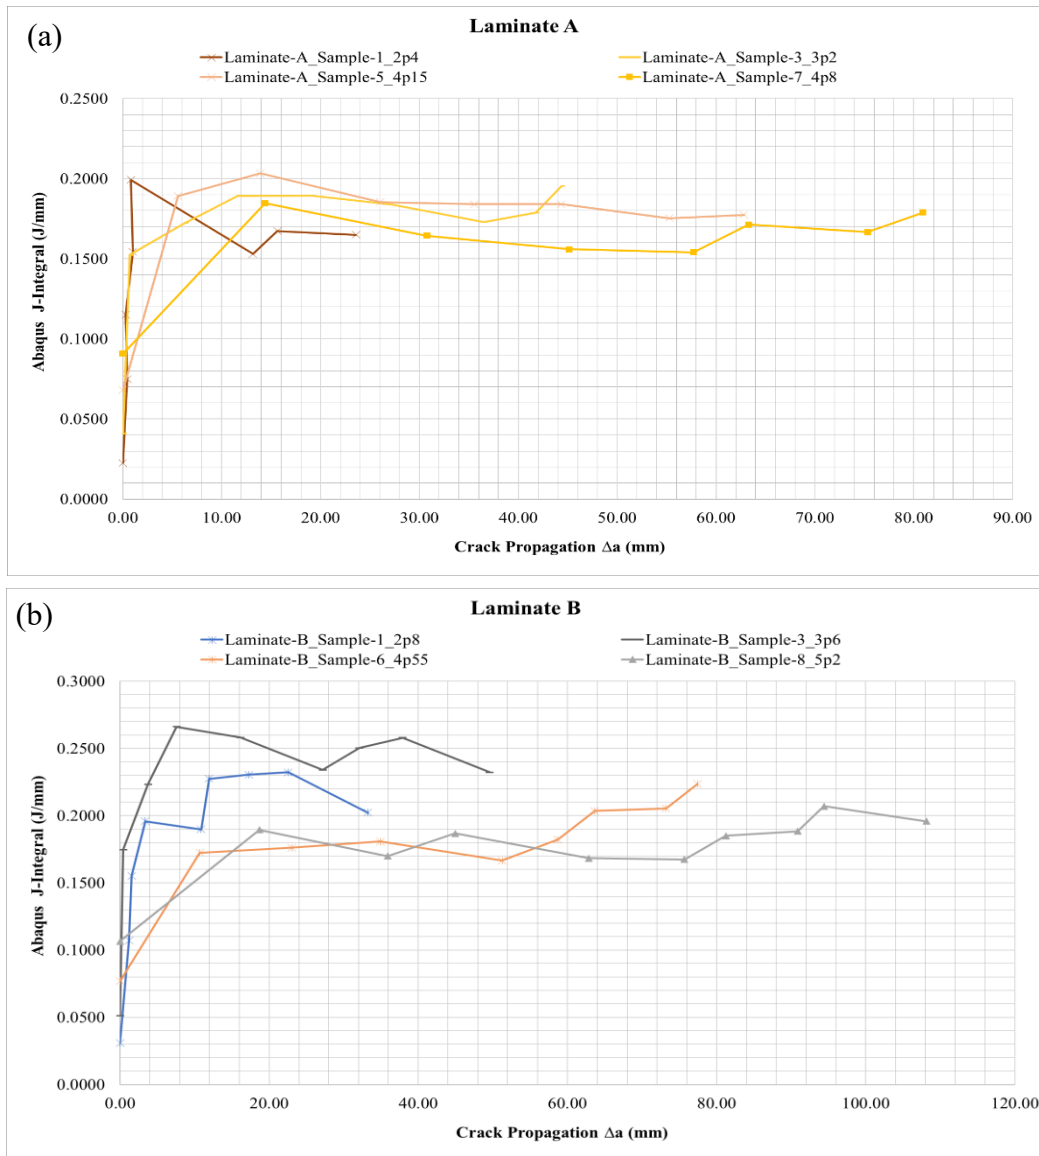 (a)
Laminate A
Laminate-A_Sample-1_2p4 Laminate-A_Sample-3_3p2
Laminate-A_Sample-5_4p15 Laminate-A_Sample-7_4p8
Abaqus J-Integral (J/mm)
0.2500
0.2000
0.1500
0.1000
0.0500
0.0000
0.00 10.00 20.00 30.00 40.00 50.00 60.00 70.00 80.00 90.00
Crack Propagation Δa (mm)
(b)
Laminate B
Laminate-B_Sample-1_2p8 Laminate-B_Sample-3_3p6
Laminate-B_Sample-6_4p55 Laminate-B_Sample-8_5p2
Abaqus J-Integral (J/mm)
0.3000
0.2500
0.2000
0.1500
0.1000
0.0500
0.0000
0.00 20.00 40.00 60.00 80.00 100.00 120.00
Crack Propagation Δa (mm)